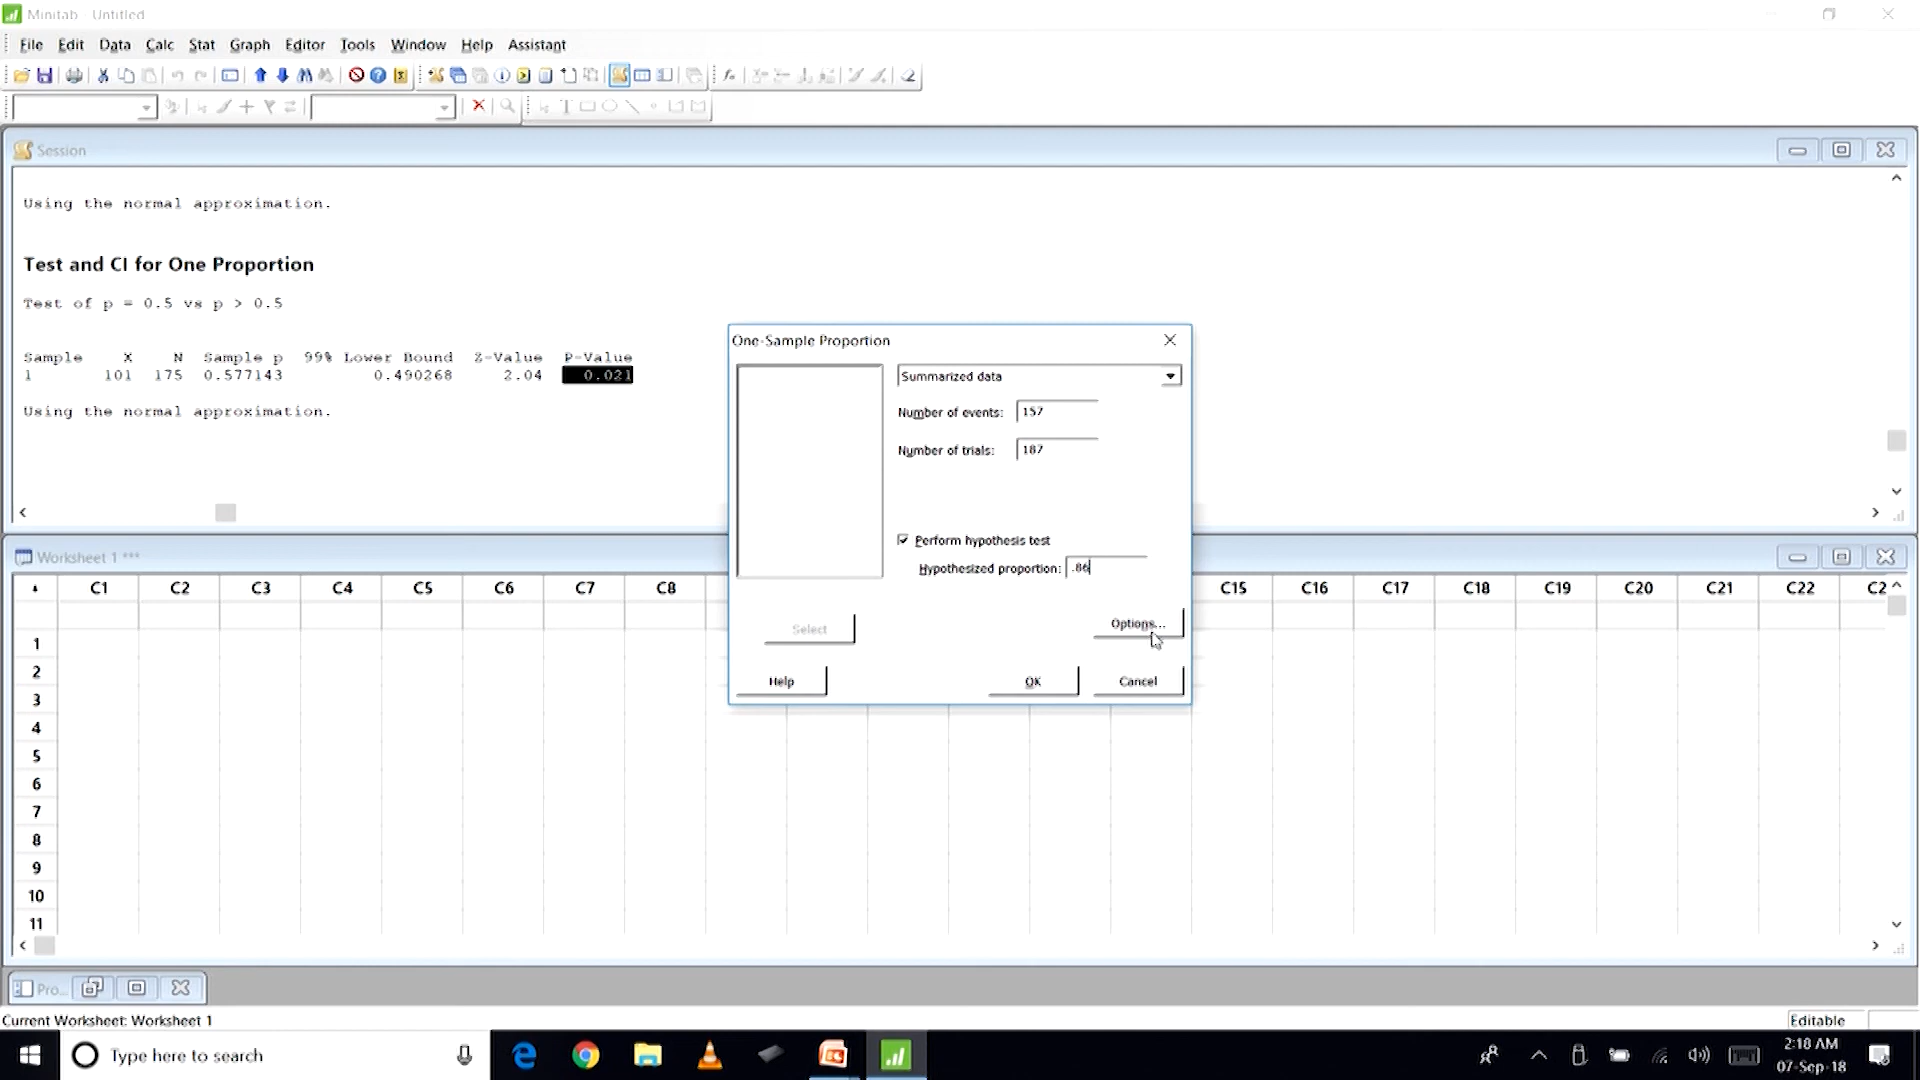 Minitab - Untitled
File Edit Data Calc Stat Graph Editor Tools Window Help Assistant
Session
Using the normal approximation.
Test and CI for One Proportion
Test of p = 0.5 vs p > 0.5
Sample X N Sample p 99% Lower Bound Z-Value P-Value
1 101 175 0.577143 0.490268 2.04 0.021
Using the normal approximation.
One-Sample Proportion
Summarized data
Number of events: 157
Number of trials: 187
Perform hypothesis test
Hypothesized proportion: .86
Select
Options...
Help
OK
Cancel
Worksheet 1 ***
C1 C2 C3 C4 C5 C6 C7 C8 C15 C16 C17 C18 C19 C20 C21 C22 C2
1
2
3
4
5
6
7
8
9
10
11
Pro...
Current Worksheet: Worksheet 1
Editable
Type here to search
2:18 AM
07-Sep-18